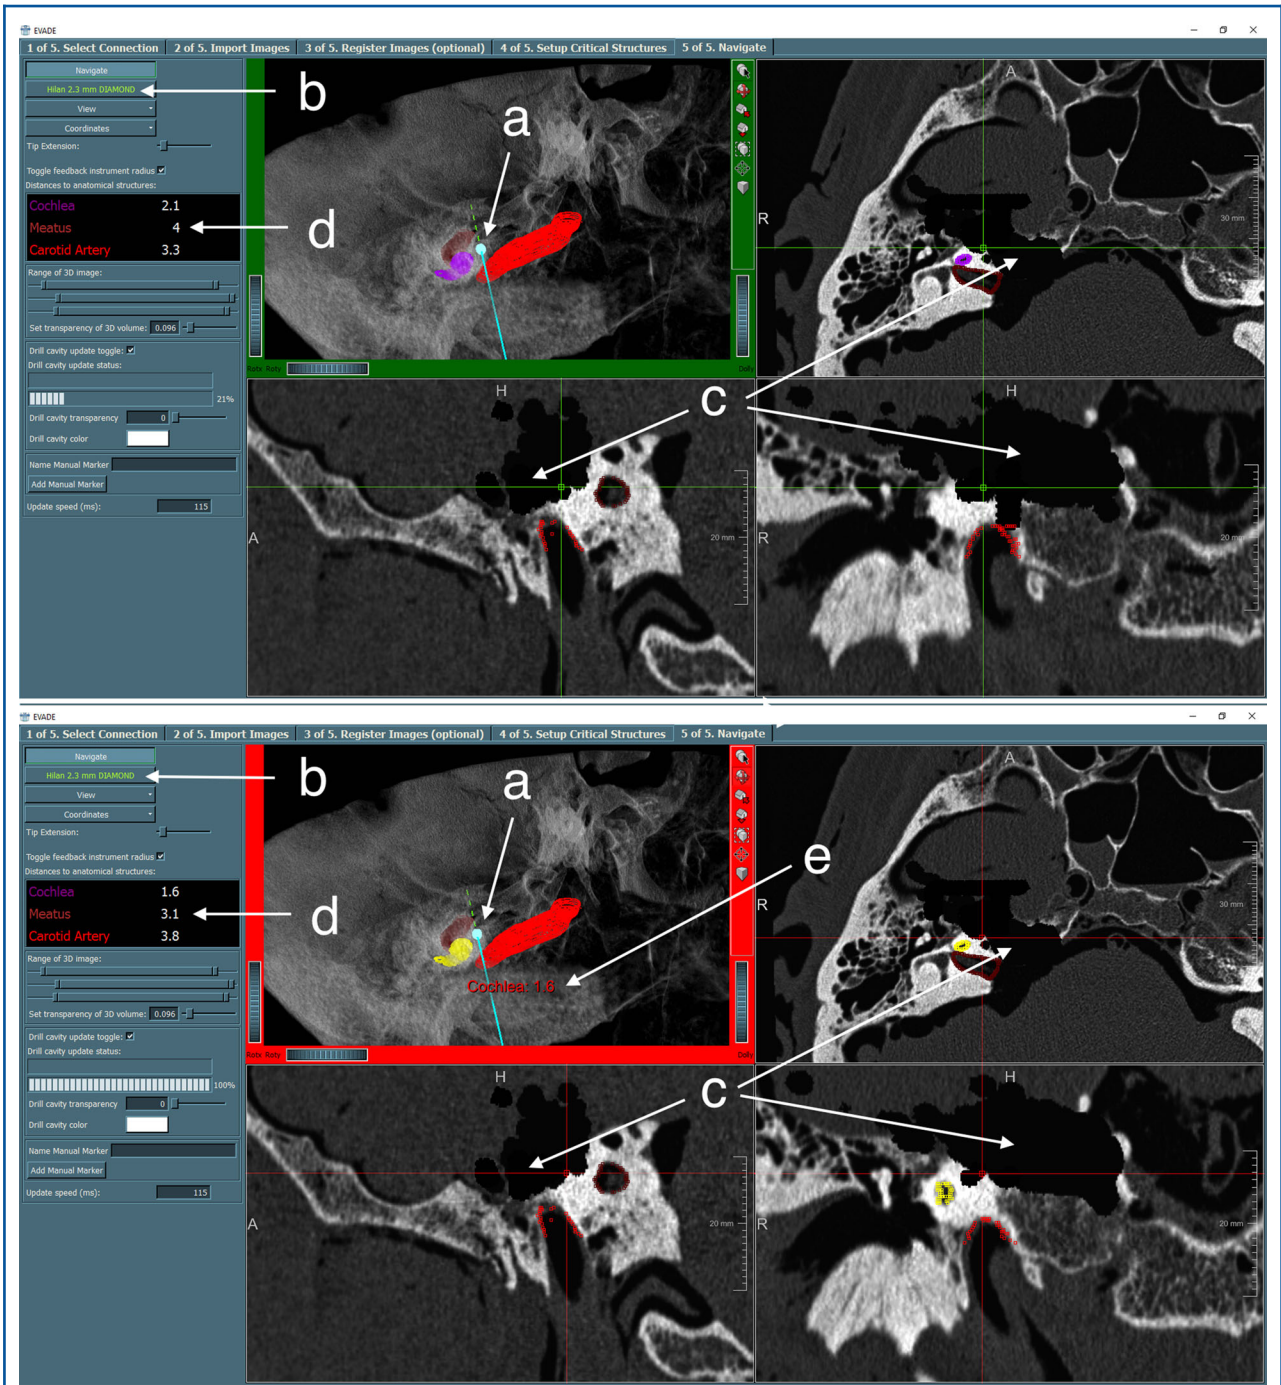 EVADE
1 of 5. Select Connection 2 of 5. Import Images 3 of 5. Register Images (optional) 4 of 5. Setup Critical Structures 5 of 5. Navigate
Navigate
Hilan 2.3 mm DIAMOND
View
Coordinates
Tip Extension:
Toggle feedback instrument radius
Distances to anatomical structures:
Cochlea 2.1
Meatus 4
Carotid Artery 3.3
Range of 3D image:
Set transparency of 3D volume: 0.096
Drill cavity update toggle:
Drill cavity update status:
21%
Drill cavity transparency 0
Drill cavity color
Name Manual Marker
Add Manual Marker
Update speed (ms): 115
b
a
d
Rotx Roty
Dolly
A
R
30 mm
c
H
A
20 mm
H
R
20 mm
EVADE
1 of 5. Select Connection 2 of 5. Import Images 3 of 5. Register Images (optional) 4 of 5. Setup Critical Structures 5 of 5. Navigate
Navigate
Hilan 2.3 mm DIAMOND
View
Coordinates
Tip Extension:
Toggle feedback instrument radius
Distances to anatomical structures:
Cochlea 1.6
Meatus 3.1
Carotid Artery 3.8
Range of 3D image:
Set transparency of 3D volume: 0.096
Drill cavity update toggle:
Drill cavity update status:
100%
Drill cavity transparency 0
Drill cavity color
Name Manual Marker
Add Manual Marker
Update speed (ms): 115
b
a
d
e
Cochlea: 1.6
Rotx Roty
Dolly
A
R
30 mm
c
H
A
20 mm
H
R
20 mm